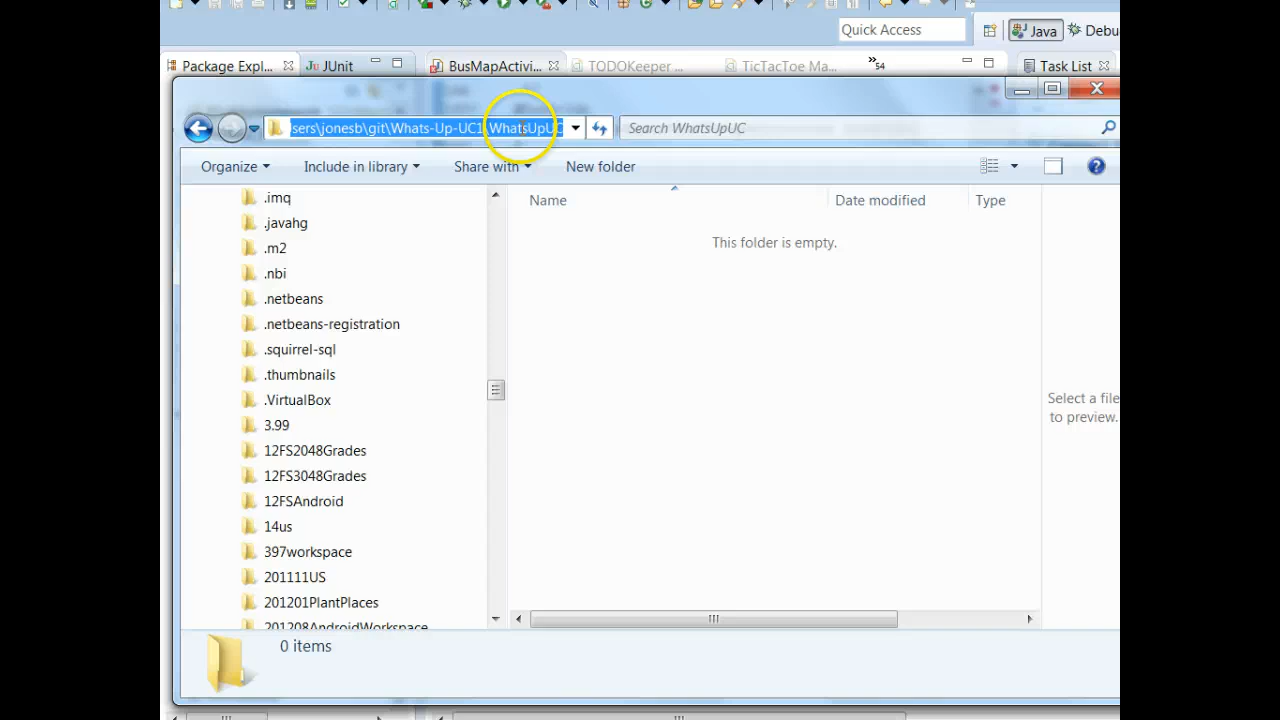 Quick Access
Java
Debu
Package Expl...
JUnit
BusMapActivi...
TODOKeeper ...
TicTacToe Ma...
»54
Task List
sers\jonesb\git\Whats-Up-UC1\WhatsUpUC
Search WhatsUpUC
Organize
Include in library
Share with
New folder
.imq
.javahg
.m2
.nbi
.netbeans
.netbeans-registration
.squirrel-sql
.thumbnails
.VirtualBox
3.99
12FS2048Grades
12FS3048Grades
12FSAndroid
14us
397workspace
201111US
201201PlantPlaces
201208AndroidWorkspace
Name
Date modified
Type
This folder is empty.
Select a file
to preview.
0 items